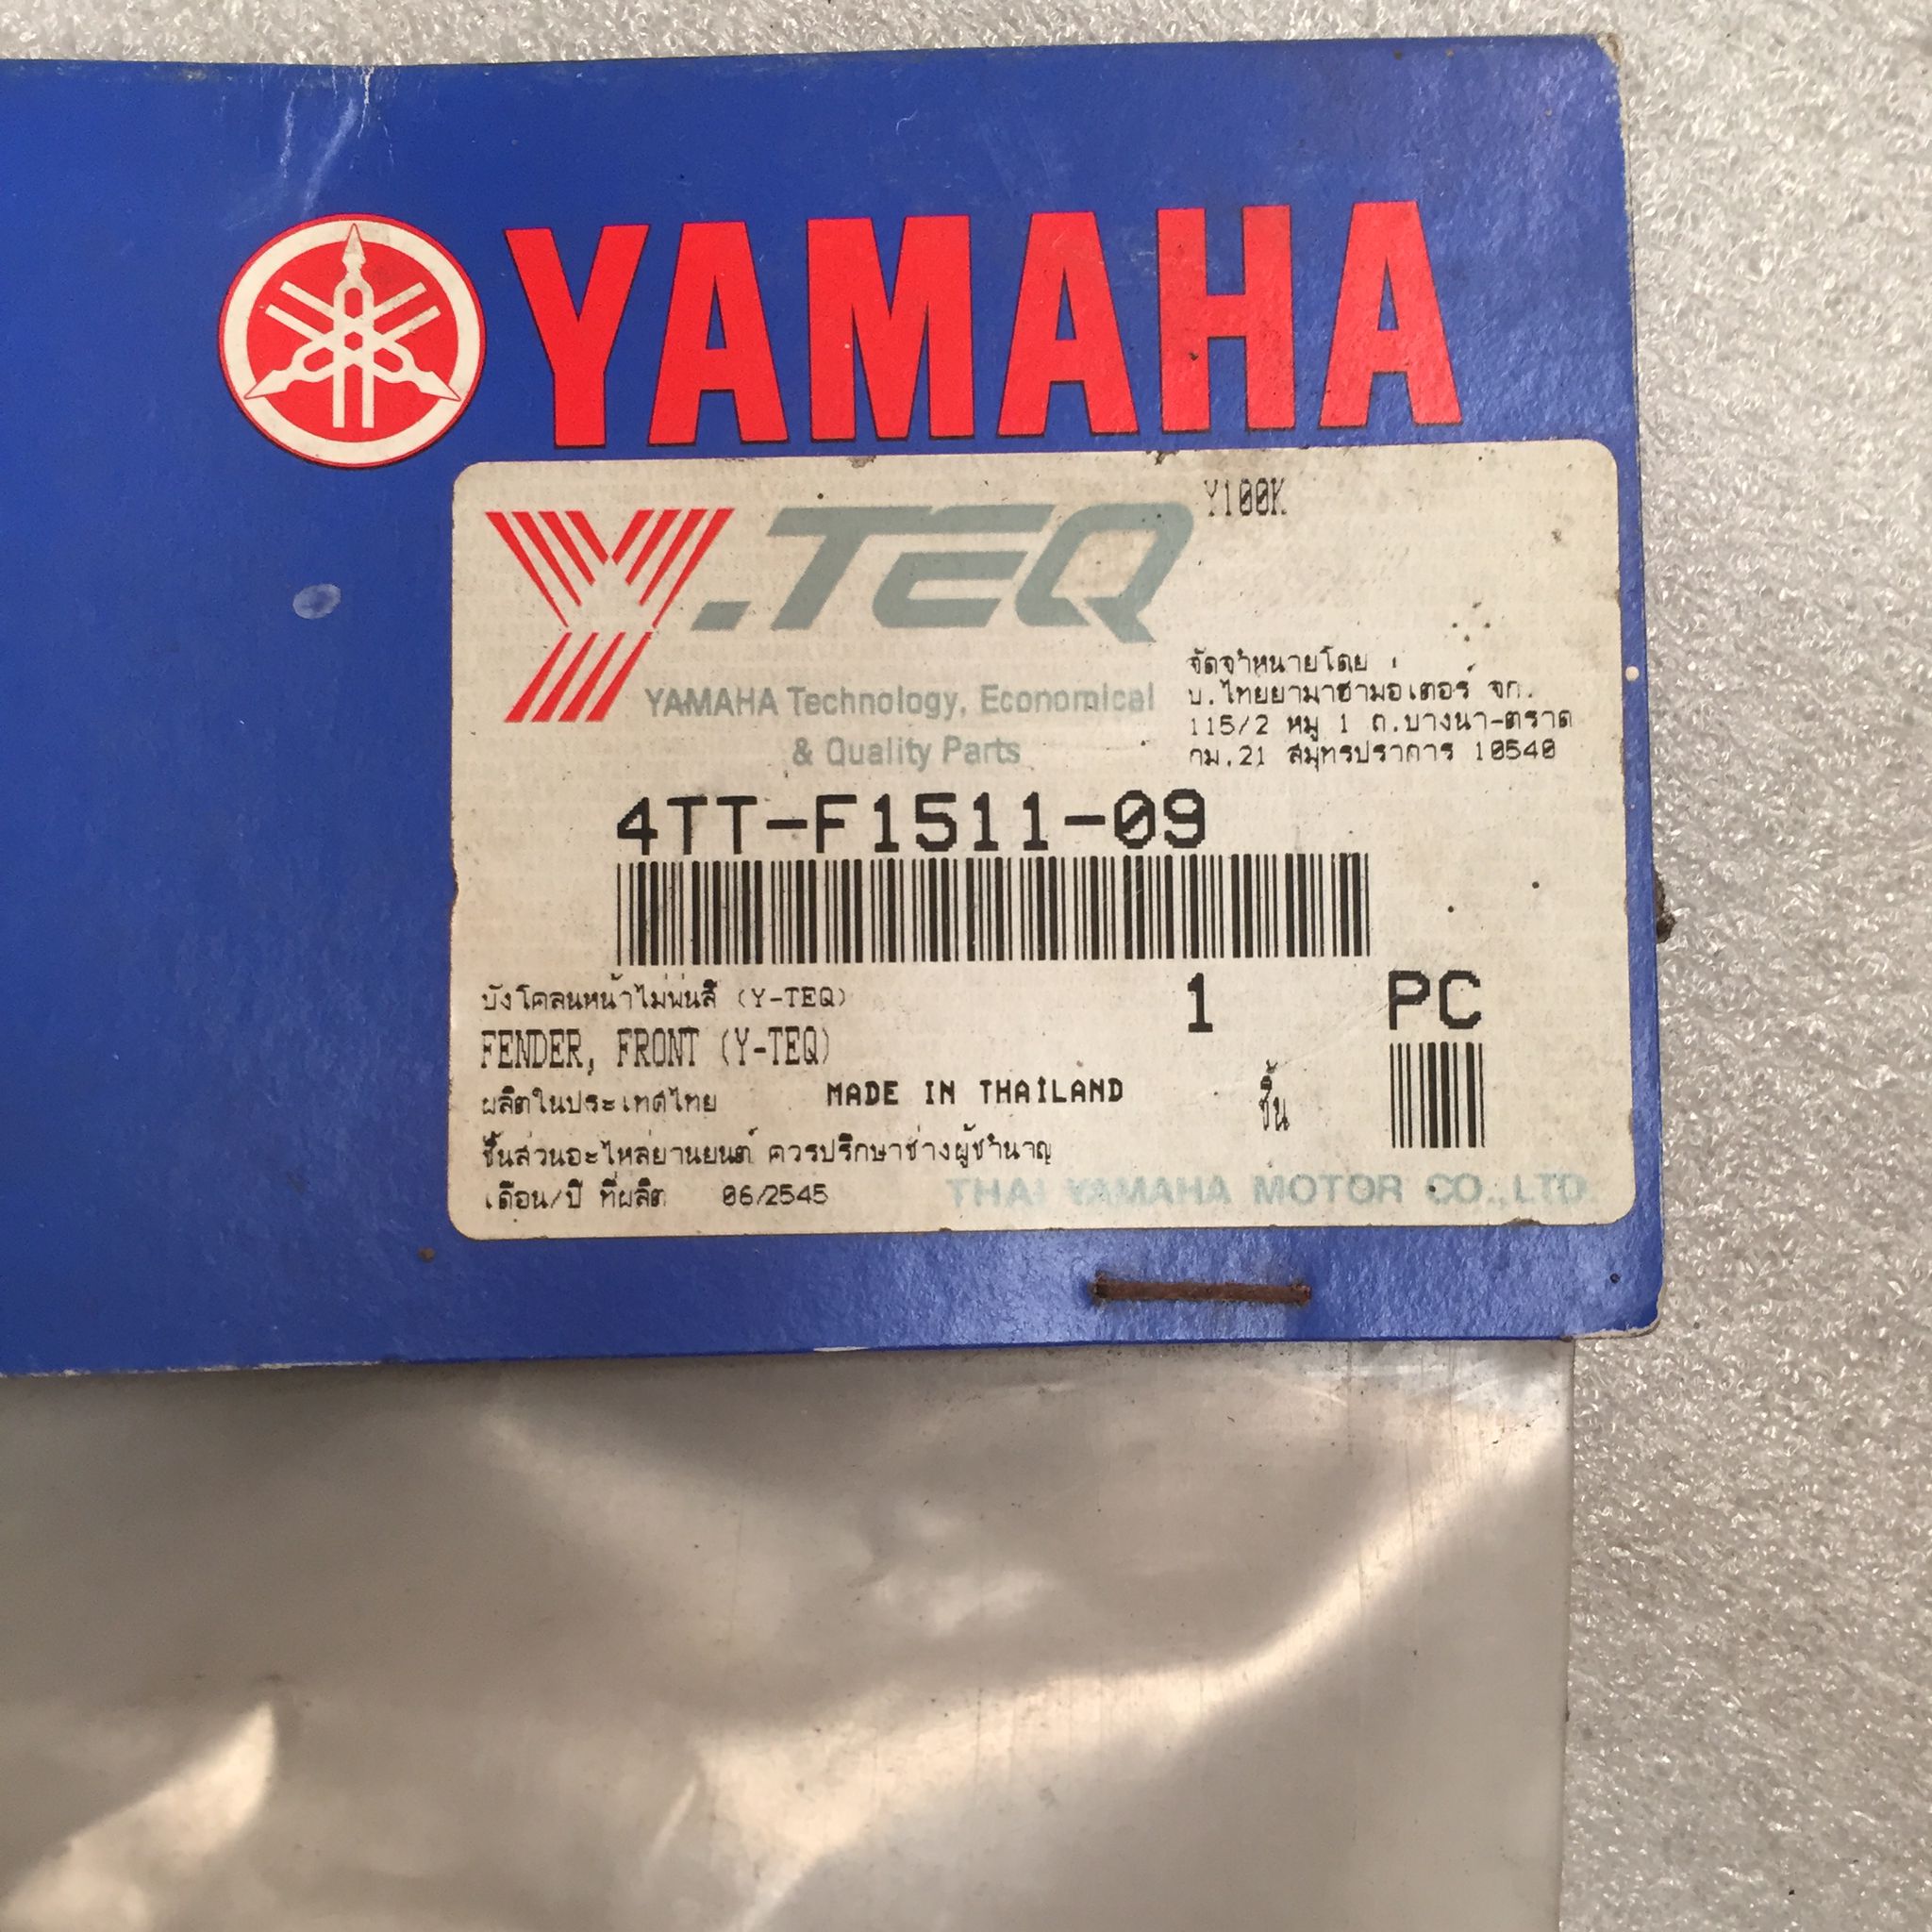 YAMAHA
Y.TEQ
Y100K
YAMAHA Technology, Economical
& Quality Parts
จัดจำหนายโดย
บ.ไทยยามาฮามอเตอร์ จก.
115/2 หมู 1 ถ.บางนา-ตราด
กม.21 สมุทรปราการ 10540
4TT-F1511-09
บังโคลนหน้าไม่พ่นสี (Y-TEQ)
1 PC
FENDER, FRONT (Y-TEQ)
ผลิตในประเทศไทย MADE IN THAILAND ชิ้น
ชิ้นส่วนอะไหล่ยานยนต์ ควรปรึกษาช่างผู้ชำนาญ
เดือน/ปี ที่ผลิต 06/2545
THAI YAMAHA MOTOR CO.,LTD.